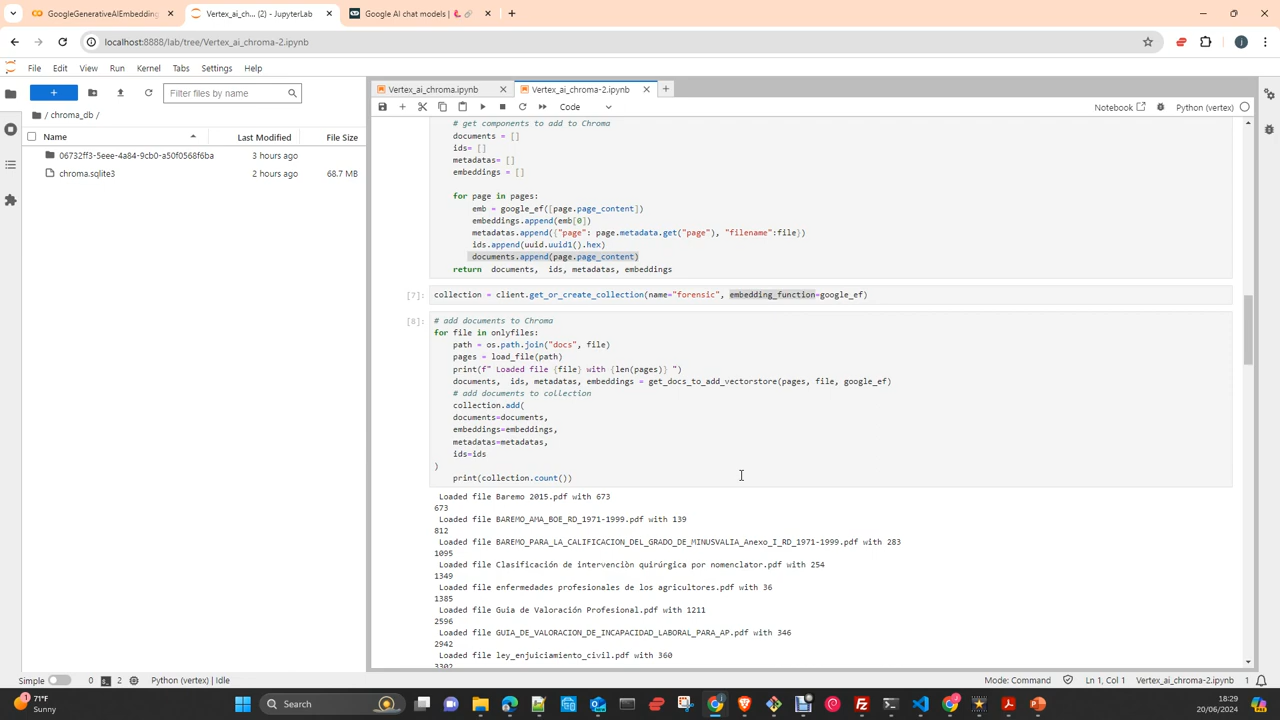 GoogleGenerativeAIEmbedding
Vertex_ai_ch... (2) - JupyterLab
Google AI chat models |
localhost:8888/lab/tree/Vertex_ai_chroma-2.ipynb
File Edit View Run Kernel Tabs Settings Help
Filter files by name
/ chroma_db /
Name Last Modified File Size
06732ff3-5eee-4a84-9cb0-a50f0568f6ba 3 hours ago
chroma.sqlite3 2 hours ago 68.7 MB
Vertex_ai_chroma.ipynb
Vertex_ai_chroma-2.ipynb
Code
Notebook
Python (vertex)
# get components to add to Chroma
documents = []
ids= []
metadatas= []
embeddings = []
for page in pages:
emb = google_ef([page.page_content])
embeddings.append(emb[0])
metadatas.append({"page": page.metadata.get("page"), "filename":file})
ids.append(uuid.uuid1().hex)
documents.append(page.page_content)
return documents, ids, metadatas, embeddings
[7]: collection = client.get_or_create_collection(name="forensic", embedding_function=google_ef)
[8]: # add documents to Chroma
for file in onlyfiles:
path = os.path.join("docs", file)
pages = load_file(path)
print(f" Loaded file {file} with {len(pages)} ")
documents, ids, metadatas, embeddings = get_docs_to_add_vectorstore(pages, file, google_ef)
# add documents to collection
collection.add(
documents=documents,
embeddings=embeddings,
metadatas=metadatas,
ids=ids
)
print(collection.count())
Loaded file Baremo 2015.pdf with 673
673
Loaded file BAREMO_AMA_BOE_RD_1971-1999.pdf with 139
812
Loaded file BAREMO_PARA_LA_CALIFICACION_DEL_GRADO_DE_MINUSVALIA_Anexo_I_RD_1971-1999.pdf with 283
1095
Loaded file Clasificación de intervenciòn quirúrgica por nomenclator.pdf with 254
1349
Loaded file enfermedades profesionales de los agricultores.pdf with 36
1385
Loaded file Guia de Valoración Profesional.pdf with 1211
2596
Loaded file GUIA_DE_VALORACION_DE_INCAPACIDAD_LABORAL_PARA_AP.pdf with 346
2942
Loaded file ley_enjuiciamiento_civil.pdf with 360
3302
Simple 0 2 Python (vertex) | Idle
Mode: Command Ln 1, Col 1 Vertex_ai_chroma-2.ipynb 1
71°F
Sunny
Search
18:29
20/06/2024